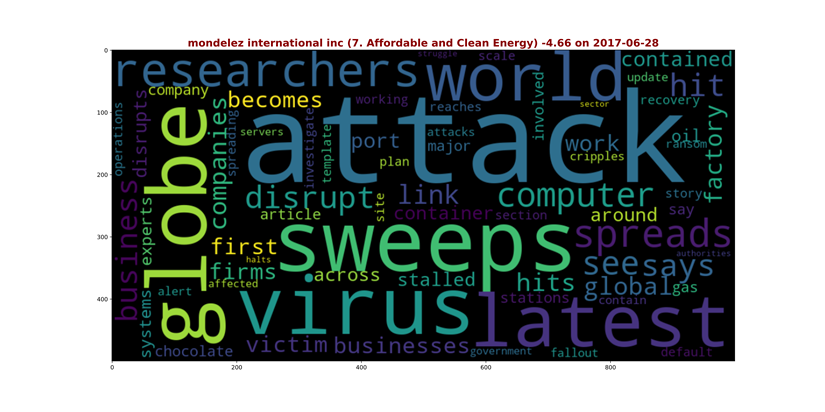 mondelez international inc (7. Affordable and Clean Energy) -4.66 on 2017-06-28
0
100
200
300
400
0
200
400
600
800
researchers
world
struggle
scale
contained
company
becomes
working
reaches
sector
update
hit
recovery
operations
disrupts
globe
companies
spreading
servers
attack
investigate
template
port
plan
attacks
major
involved
work
cripples
oil
ransom
factory
disrupt
link
computer
story
say
article
site
container
section
around
business
experts
first
halts
sweeps
spreads
firms
affected
across
stalled
hits
see
says
authorities
global
gas
systems
alert
virus
stations
contain
latest
chocolate
victim
businesses
government
fallout
default